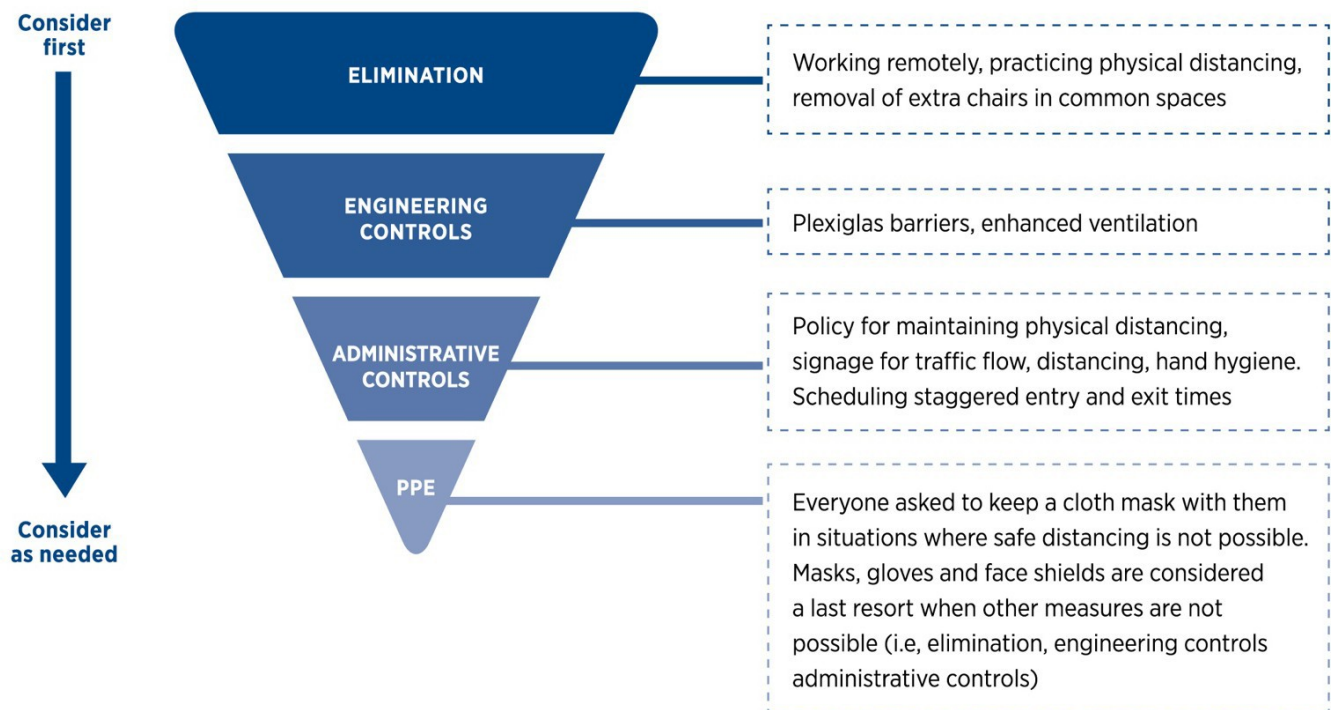 Consider
first
ELIMINATION
Working remotely, practicing physical distancing,
removal of extra chairs in common spaces
ENGINEERING
CONTROLS
Plexiglas barriers, enhanced ventilation
ADMINISTRATIVE
CONTROLS
Policy for maintaining physical distancing,
signage for traffic flow, distancing, hand hygiene.
Scheduling staggered entry and exit times
PPE
Everyone asked to keep a cloth mask with them
in situations where safe distancing is not possible.
Masks, gloves and face shields are considered
a last resort when other measures are not
possible (i.e, elimination, engineering controls
administrative controls)
Consider
as needed